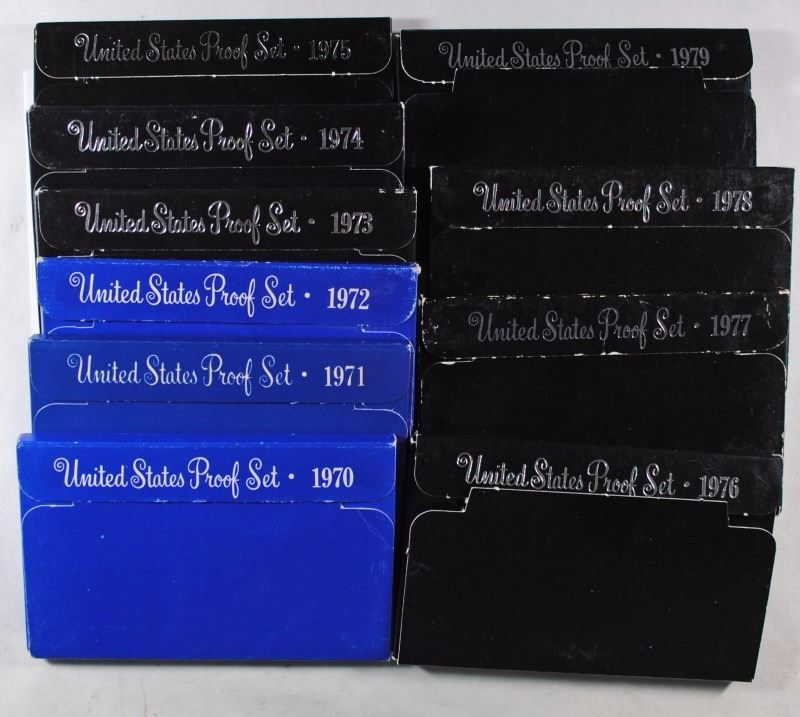 United States Proof Set · 1975
United States Proof Set · 1974
United States Proof Set · 1973
United States Proof Set · 1972
United States Proof Set · 1971
United States Proof Set · 1970
United States Proof Set · 1979
United States Proof Set · 1978
United States Proof Set · 1977
United States Proof Set · 1976